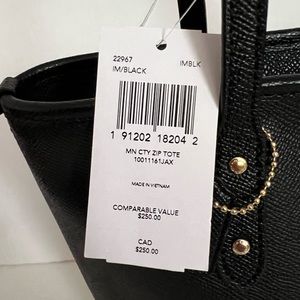 22967 IMBLK
IM/BLACK
1 91202 18204 2
MN CTY ZIP TOTE
10011161JAX
MADE IN VIETNAM
COMPARABLE VALUE
$250.00
CAD
$250.00